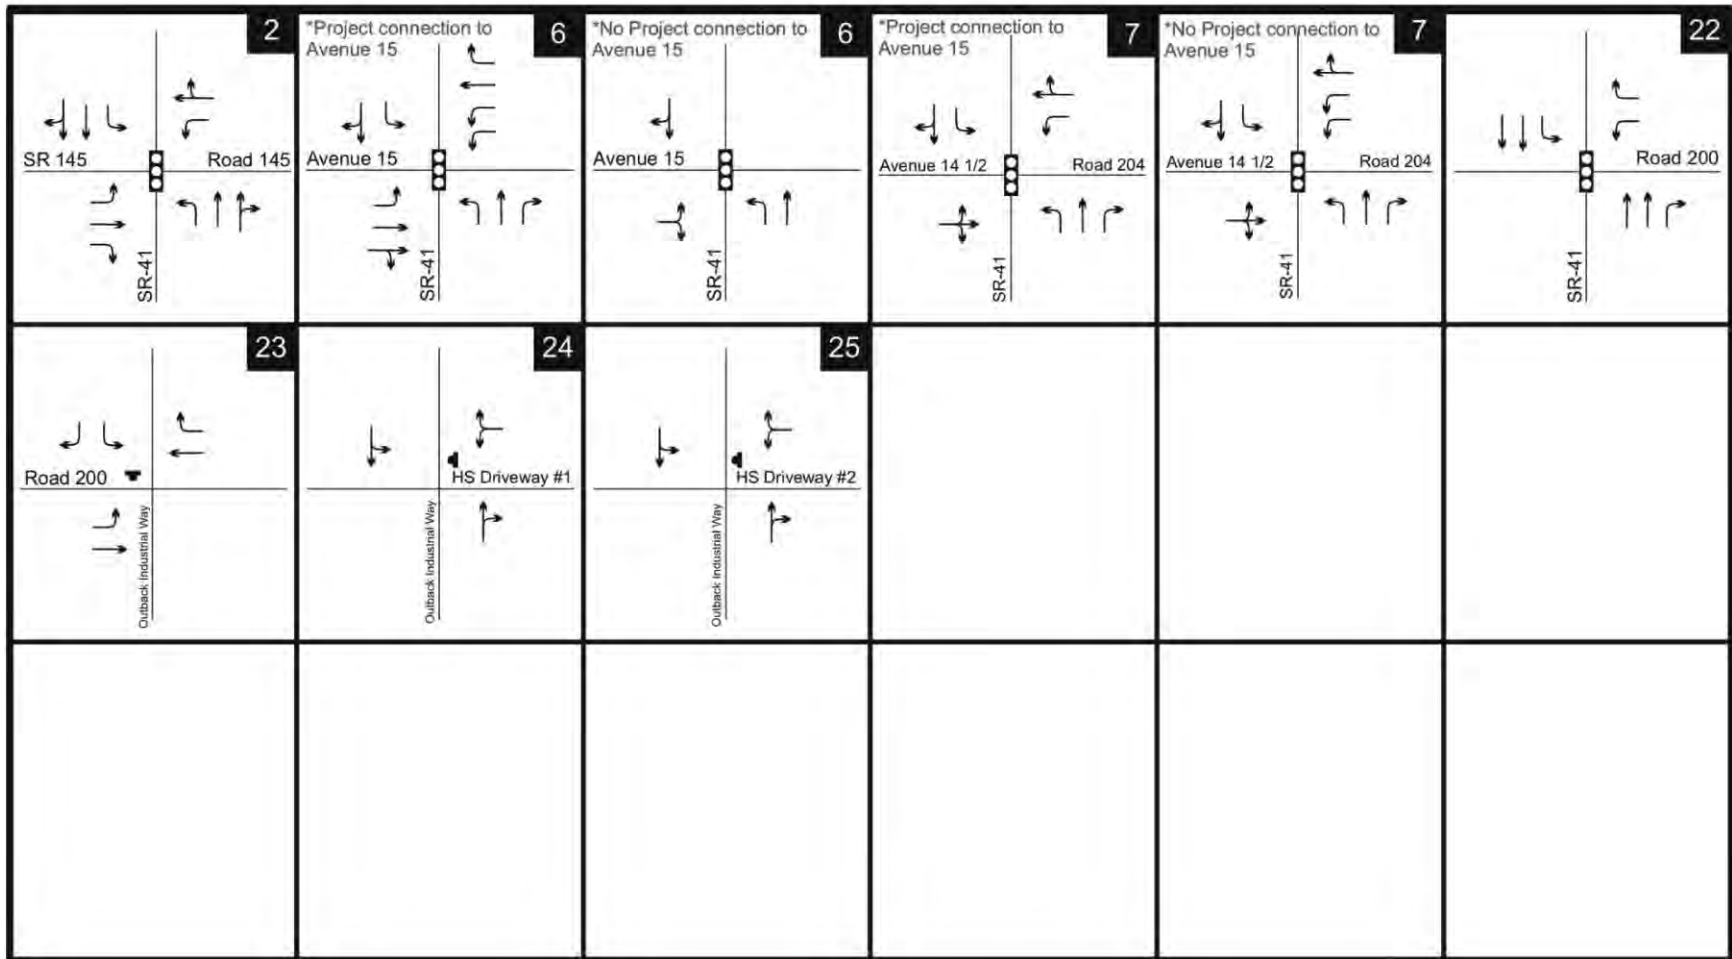 2
SR 145
Road 145
SR-41
*Project connection to
Avenue 15
6
Avenue 15
SR-41
*No Project connection to
Avenue 15
6
Avenue 15
SR-41
*Project connection to
Avenue 15
7
Avenue 14 1/2
Road 204
SR-41
*No Project connection to
Avenue 15
7
Avenue 14 1/2
Road 204
SR-41
22
Road 200
SR-41
23
Road 200
Outback Industrial Way
24
HS Driveway #1
Outback Industrial Way
25
HS Driveway #2
Outback Industrial Way